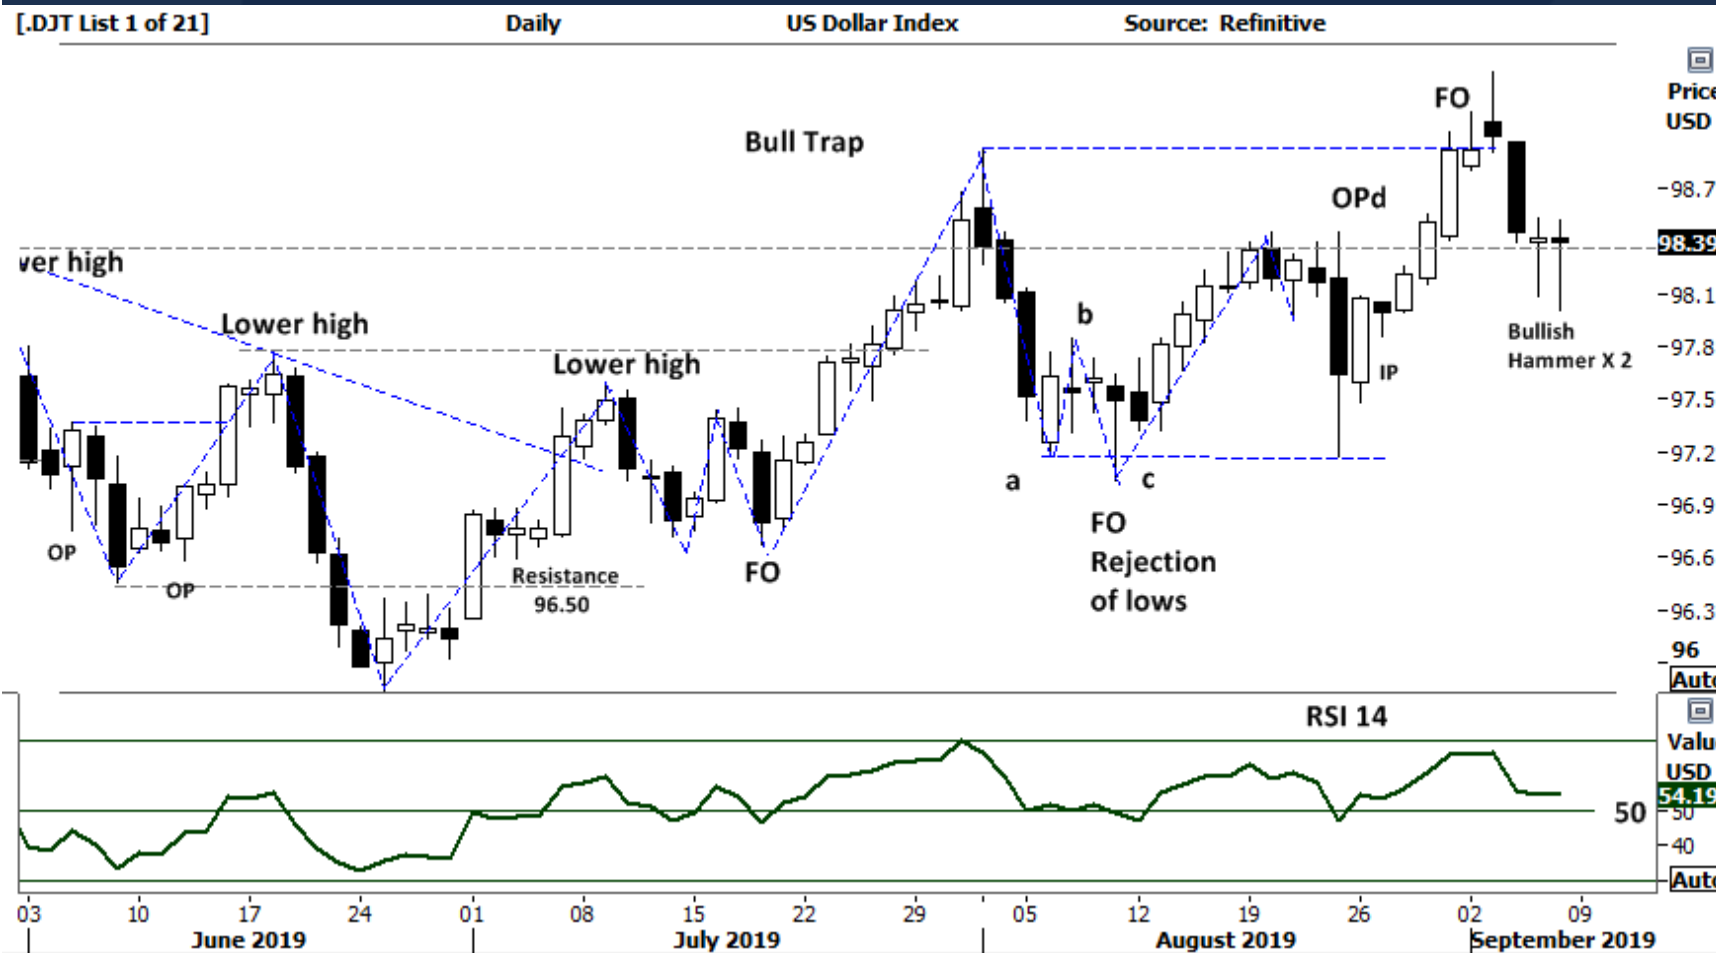 [.DJT List 1 of 21] Daily US Dollar Index Source: Refinitive
Price
USD
FO
Bull Trap
98.7
OPd
98.39
wer high
98.1
Lower high
b
Bullish
Hammer X 2
97.8
Lower high
IP
97.5
97.2
a
c
96.9
FO
Rejection
of lows
OP
96.6
FO
OP
Resistance
96.50
96.3
96
Auto
RSI 14
Valu
USD
54.19
50
50
40
Auto
03 10 17 24 01 08 15 22 29 05 12 19 26 02 09
June 2019 July 2019 August 2019 September 2019